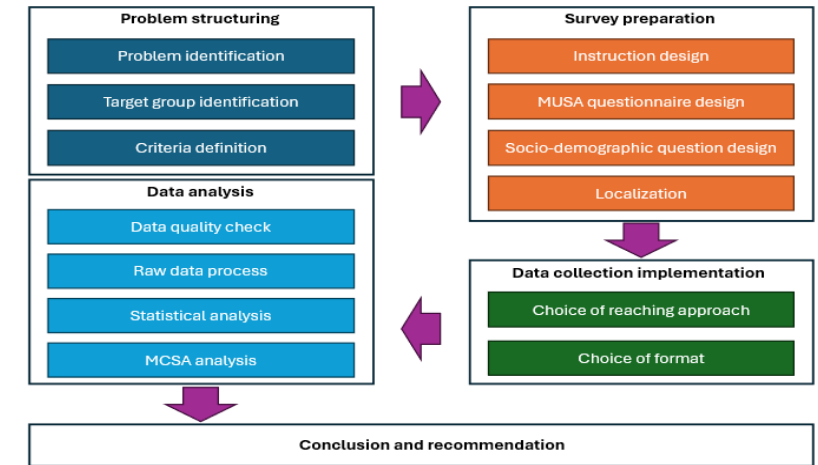 Problem structuring
Problem identification
Target group identification
Criteria definition
Survey preparation
Instruction design
MUSA questionnaire design
Socio-demographic question design
Localization
Data collection implementation
Choice of reaching approach
Choice of format
Data analysis
Data quality check
Raw data process
Statistical analysis
MCSA analysis
Conclusion and recommendation